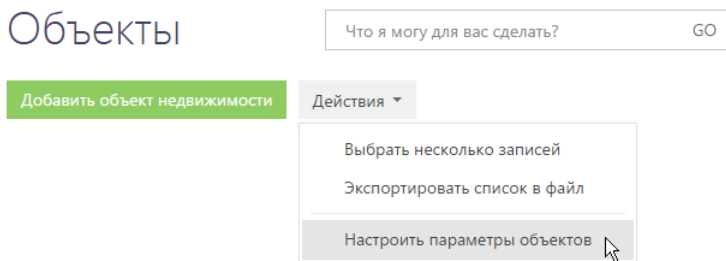 Объекты
Что я могу для вас сделать? GO
Добавить объект недвижимости Действия
Выбрать несколько записей
Экспортировать список в файл
Настроить параметры объектов